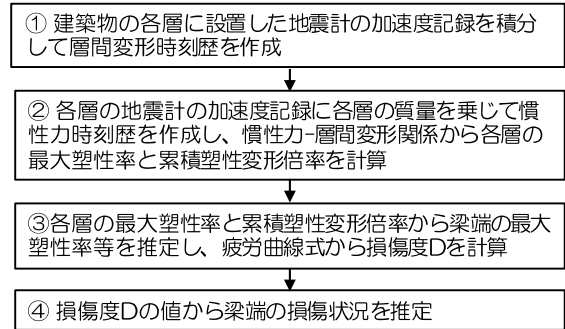 ① 建築物の各層に設置した地震計の加速度記録を積分
して層間変形時刻歴を作成
② 各層の地震計の加速度記録に各層の質量を乗じて慣
性力時刻歴を作成し、慣性力-層間変形関係から各層の
最大塑性率と累積塑性変形倍率を計算
③各層の最大塑性率と累積塑性変形倍率から梁端の最大
塑性率等を推定し、疲労曲線式から損傷度Dを計算
④ 損傷度Dの値から梁端の損傷状況を推定